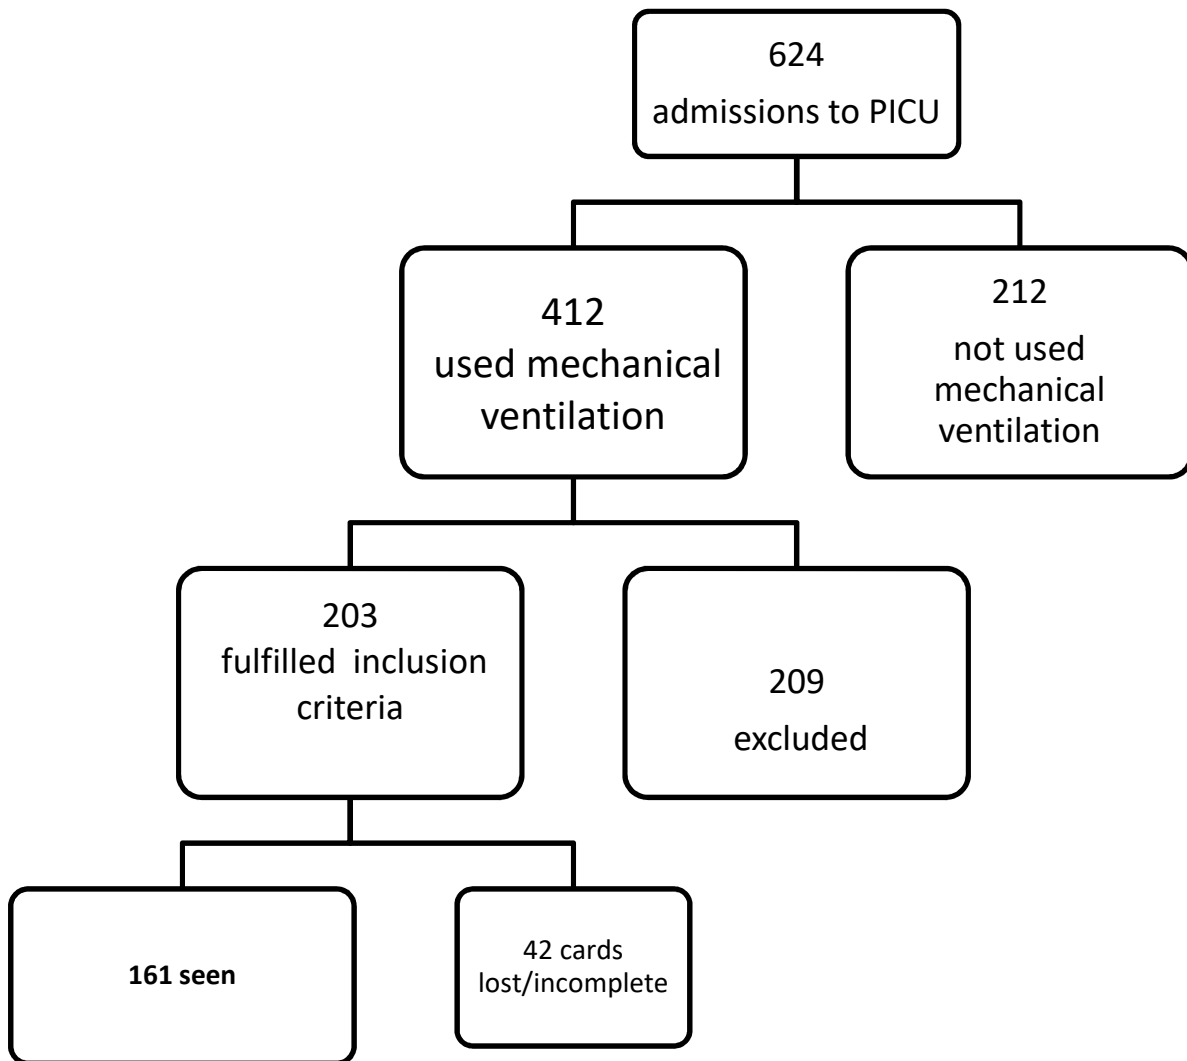 624
admissions to PICU
412
used mechanical
ventilation
212
not used
mechanical
ventilation
203
fulfilled inclusion
criteria
209
excluded
161 seen
42 cards
lost/incomplete